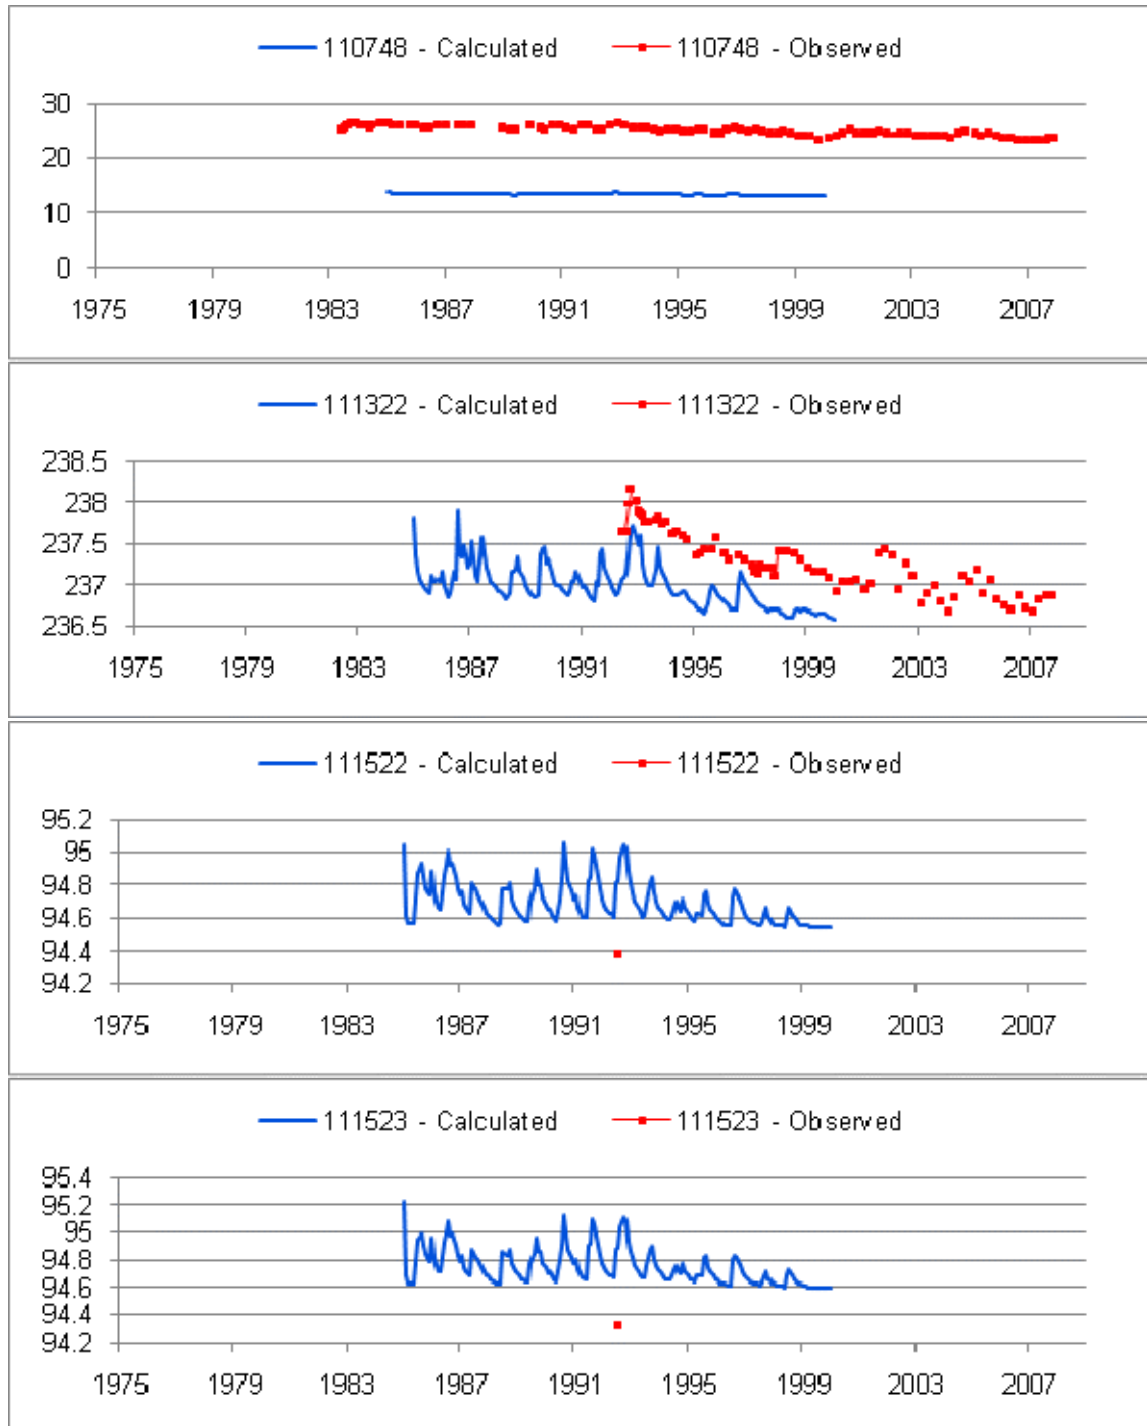 110748 - Calculated 110748 - Observed
30
20
10
0
1975 1979 1983 1987 1991 1995 1999 2003 2007
111322 - Calculated 111322 - Observed
238.5
238
237.5
237
236.5
1975 1979 1983 1987 1991 1995 1999 2003 2007
111522 - Calculated 111522 - Observed
95.2
95
94.8
94.6
94.4
94.2
1975 1979 1983 1987 1991 1995 1999 2003 2007
111523 - Calculated 111523 - Observed
95.4
95.2
95
94.8
94.6
94.4
94.2
1975 1979 1983 1987 1991 1995 1999 2003 2007